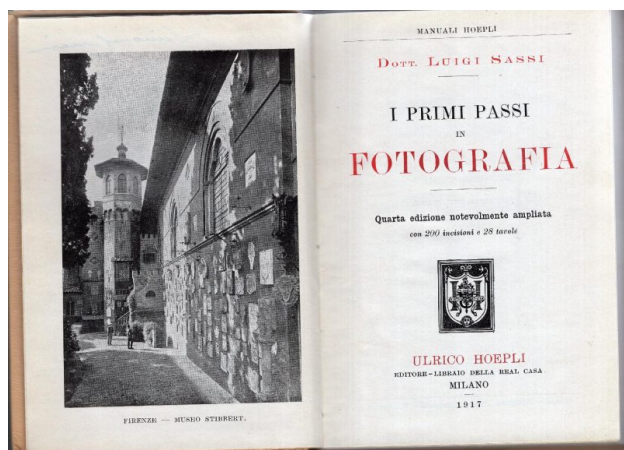 FIRENZE — MUSEO STIBBERT.
MANUALI HOEPLI
Dott. Luigi Sassi
I PRIMI PASSI
IN
FOTOGRAFIA
Quarta edizione notevolmente ampliata
con 200 incisioni e 28 tavole
ULRICO HOEPLI
EDITORE-LIBRAIO DELLA REAL CASA
MILANO
1917